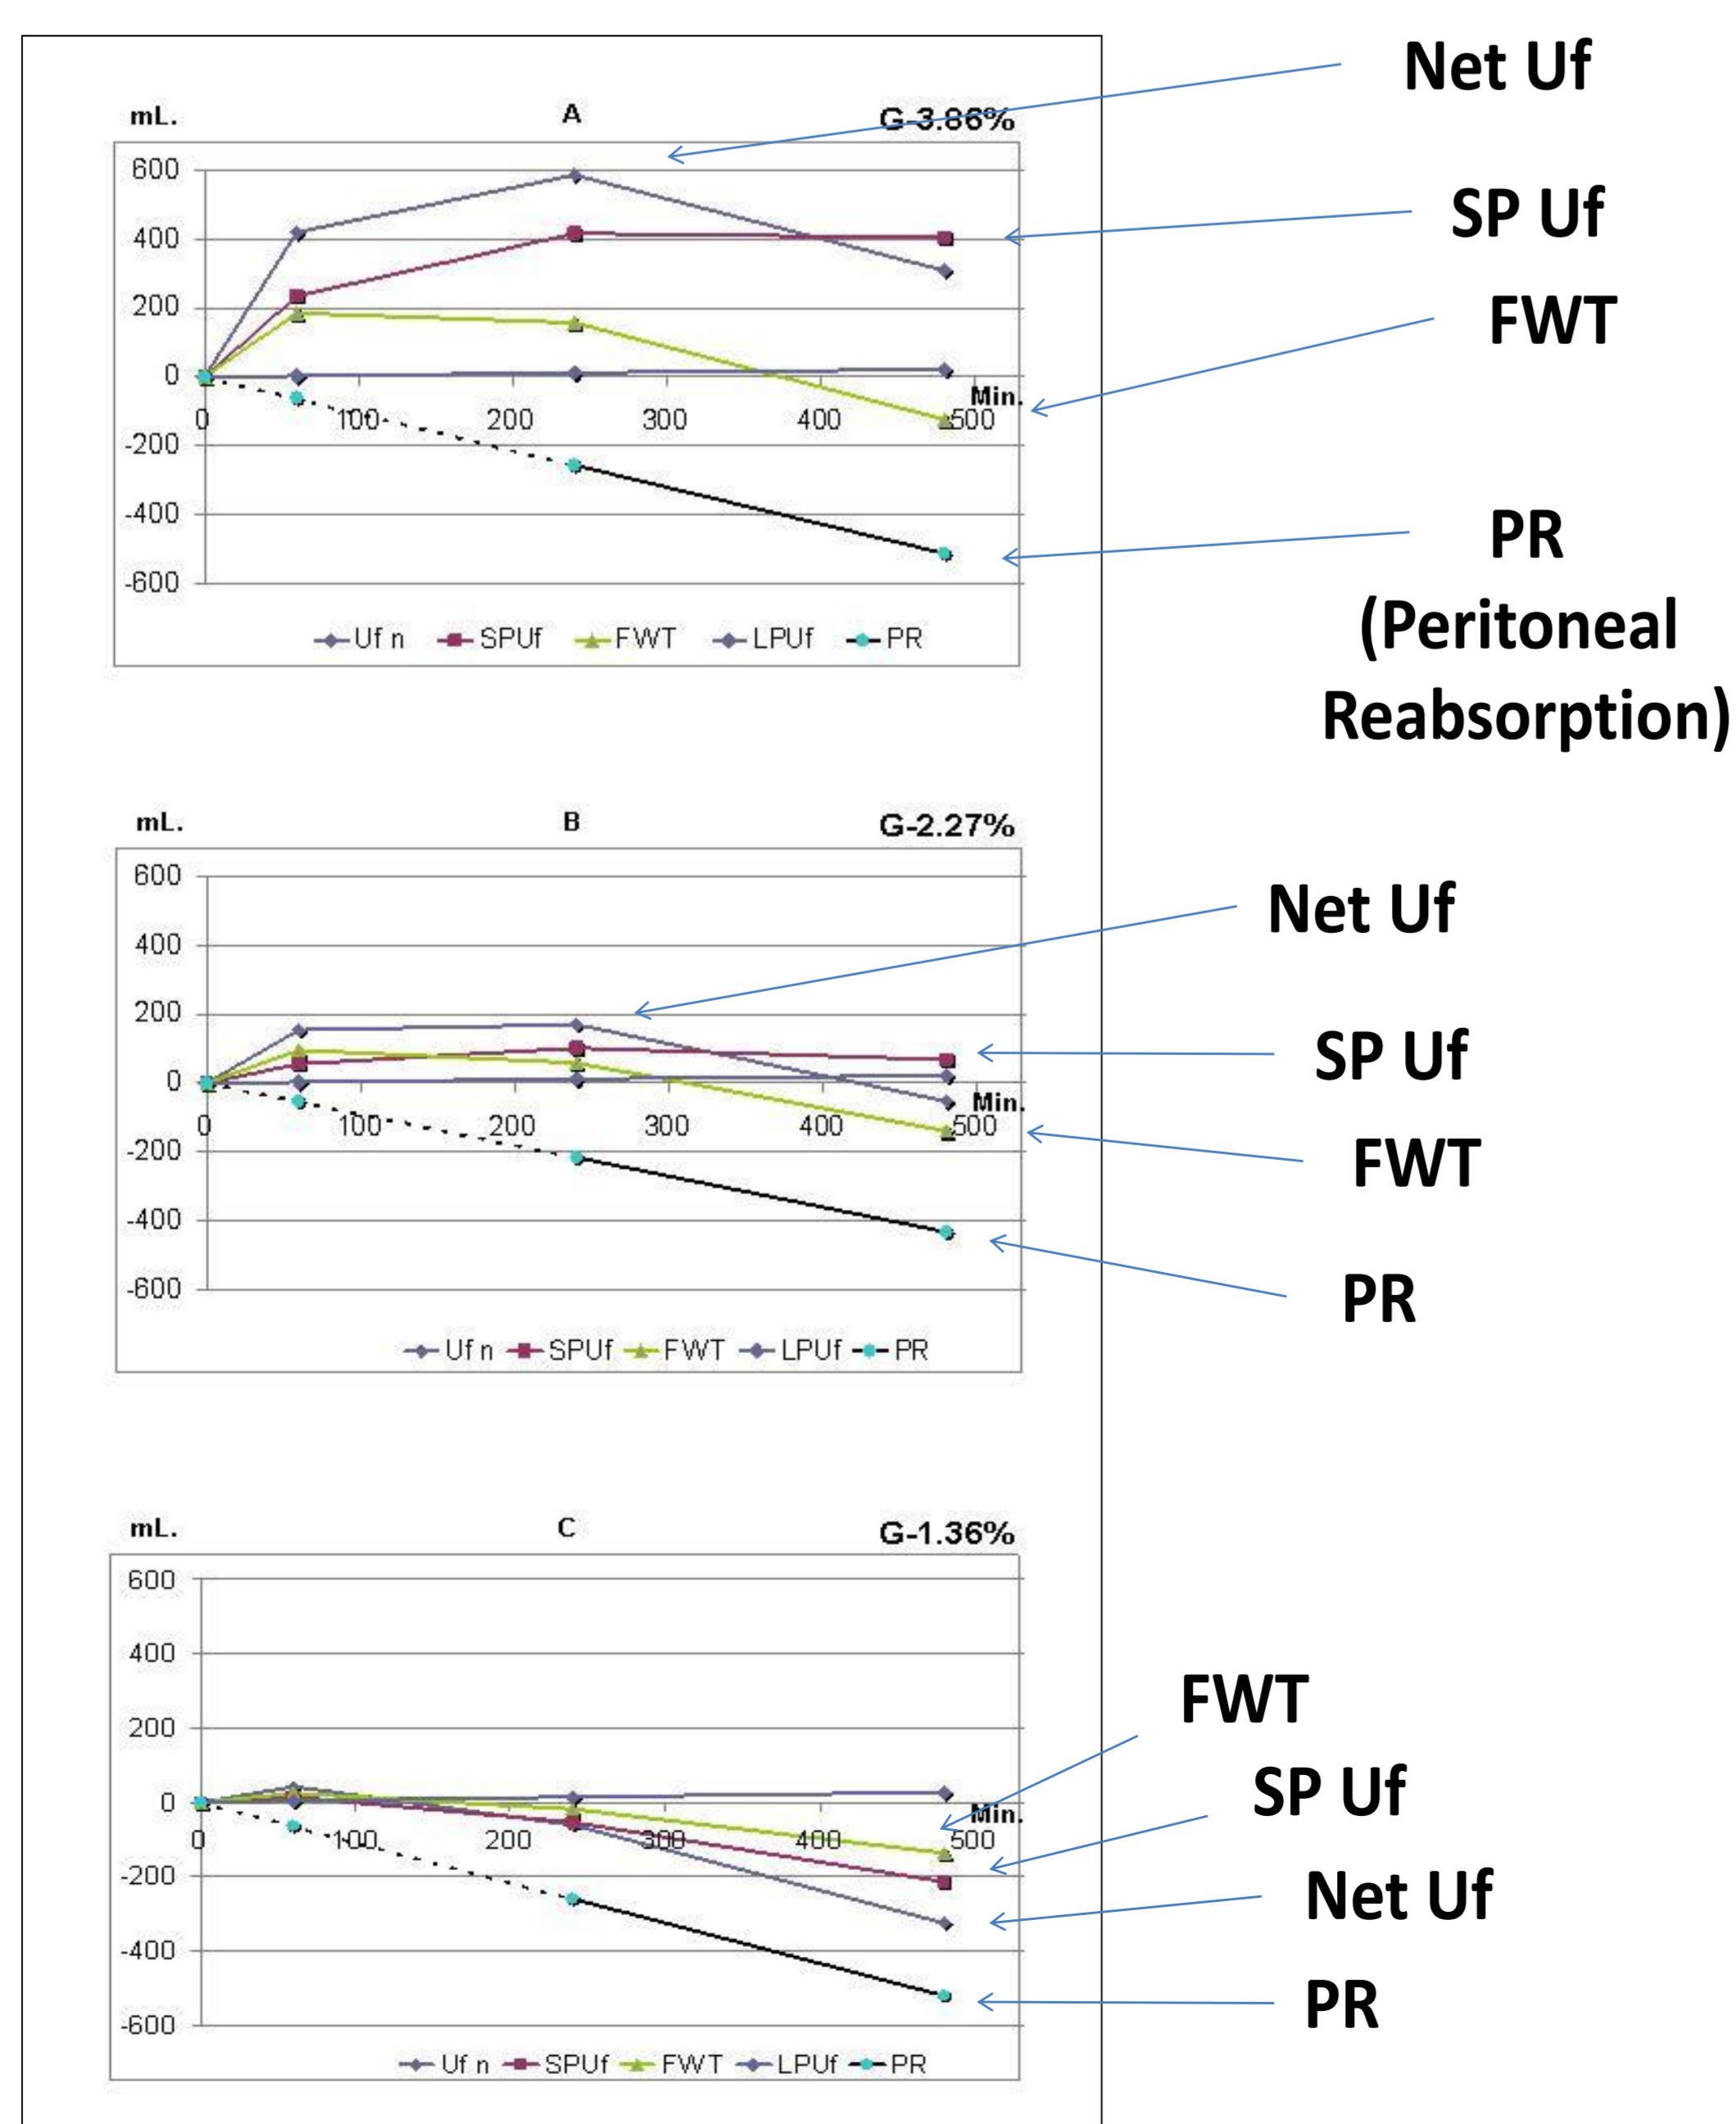 Net Uf
mL. A G-3.86%
600
SP Uf
400
FWT
200
0
Min.
0 100 200 300 400 500
-200
PR
-400
-600
(Peritoneal
Uf n SPUf FWT LPUf PR
Reabsorption)
mL. B G-2.27%
600
Net Uf
400
200
SP Uf
0
Min.
0 100 200 300 400 500
-200
FWT
-400
-600
PR
Uf n SPUf FWT LPUf PR
mL. C G-1.36%
600
400
FWT
200
SP Uf
0
Min.
0 100 200 300 400 500
-200
Net Uf
-400
PR
-600
Uf n SPUf FWT LPUf PR